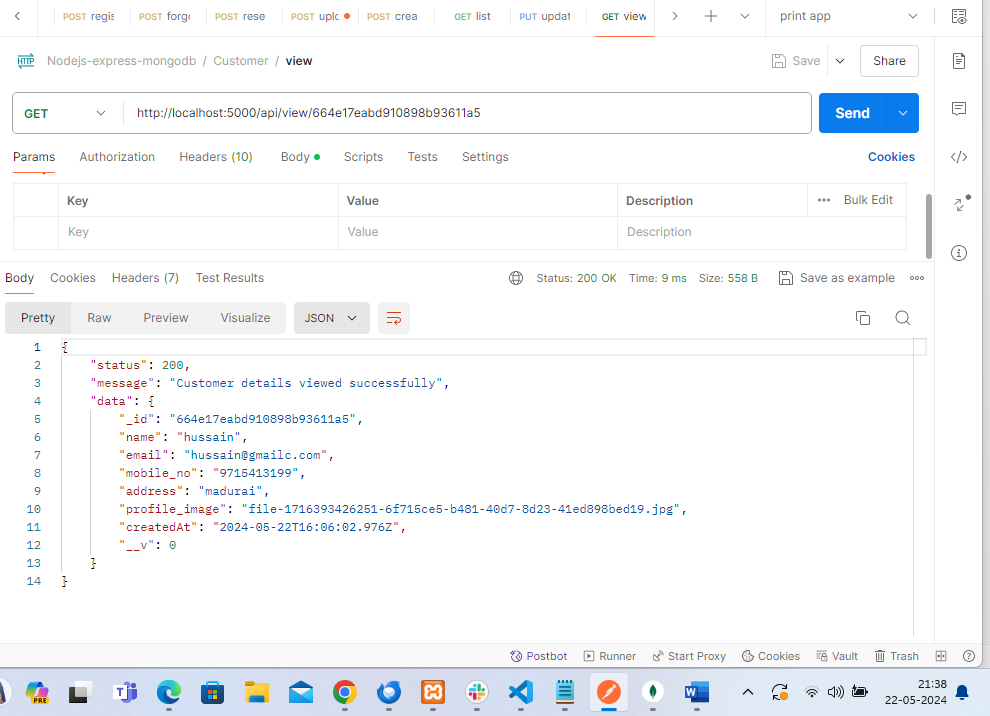 POST regis POST forgo POST rese POST uplc POST crea GET list PUT updat GET view print app
HTTP Nodejs-express-mongodb / Customer / view Save Share
GET http://localhost:5000/api/view/664e17eabd910898b93611a5 Send
Params Authorization Headers (10) Body Scripts Tests Settings Cookies
Key Value Description Bulk Edit
Key Value Description
Body Cookies Headers (7) Test Results Status: 200 OK Time: 9 ms Size: 558 B Save as example
Pretty Raw Preview Visualize JSON
1 {
2 "status": 200,
3 "message": "Customer details viewed successfully",
4 "data": {
5 "_id": "664e17eabd910898b93611a5",
6 "name": "hussain",
7 "email": "hussain@gmailc.com",
8 "mobile_no": "9715413199",
9 "address": "madurai",
10 "profile_image": "file-1716393426251-6f715ce5-b481-40d7-8d23-41ed898bed19.jpg",
11 "createdAt": "2024-05-22T16:06:02.976Z",
12 "__v": 0
13 }
14 }
Postbot Runner Start Proxy Cookies Vault Trash
PRE
21:38
22-05-2024